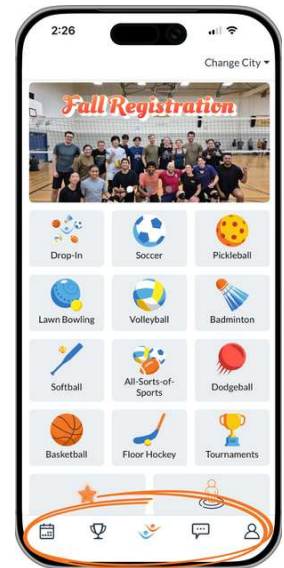 2:26
Change City
Fall Registration
Drop-In
Soccer
Pickleball
Lawn Bowling
Volleyball
Badminton
Softball
All-Sorts-of-
Sports
Dodgeball
Basketball
Floor Hockey
Tournaments